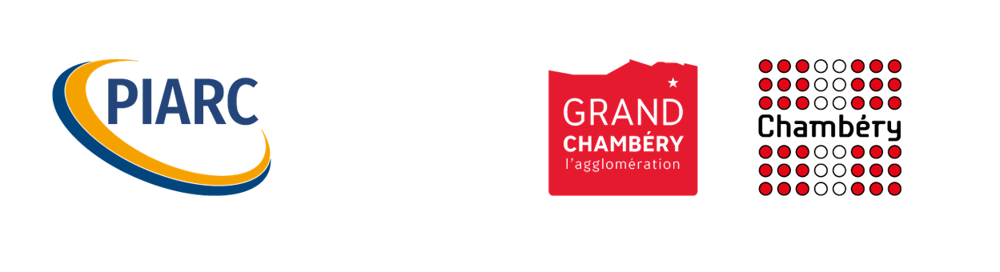 PIARC
GRAND
CHAMBÉRY
l'agglomération
Chambéry